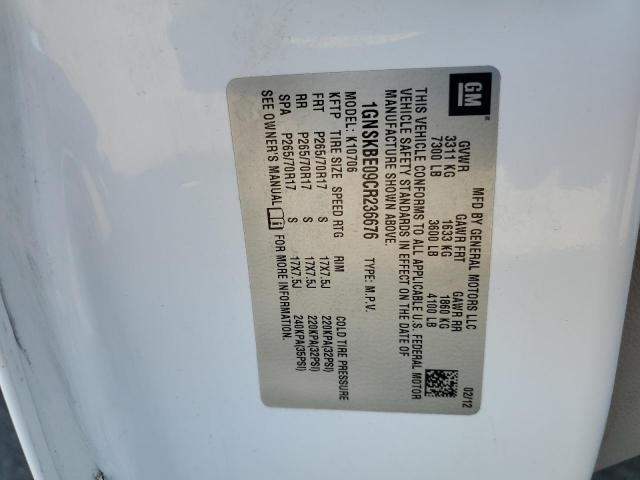 GM
MFD BY GENERAL MOTORS LLC
02/12
GVWR GAWR FRT GAWR RR
3311 KG 1633 KG 1860 KG
7300 LB 3600 LB 4100 LB
THIS VEHICLE CONFORMS TO ALL APPLICABLE U.S. FEDERAL MOTOR
VEHICLE SAFETY STANDARDS IN EFFECT ON THE DATE OF
MANUFACTURE SHOWN ABOVE.
1GNSKBE09CR236676 TYPE: M.P.V.
MODEL: K10706
KFTP TIRE SIZE SPEED RTG RIM COLD TIRE PRESSURE
FRT P265/70R17 S 17X7.5J 220KPA(32PSI)
RR P265/70R17 S 17X7.5J 220KPA(32PSI)
SPA P265/70R17 S 17X7.5J 240KPA(35PSI)
SEE OWNER'S MANUAL FOR MORE INFORMATION.